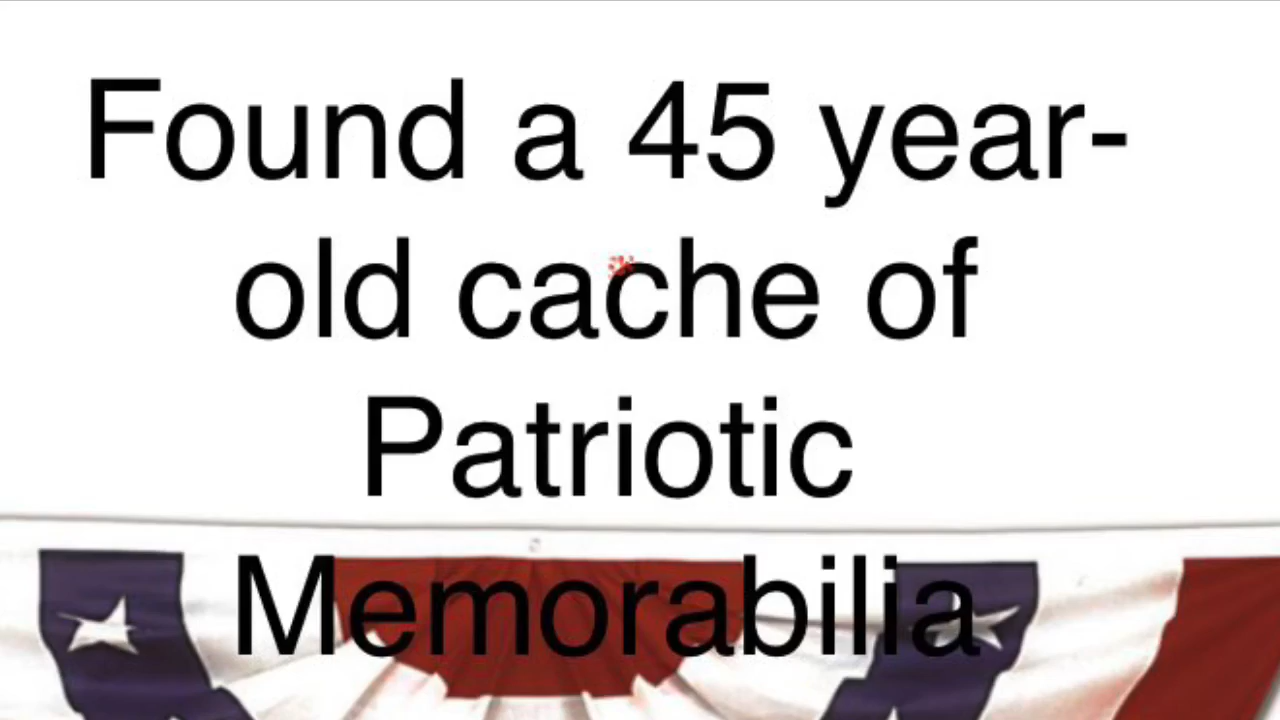 Found a 45 year-
old cache of
Patriotic
Memorabilia